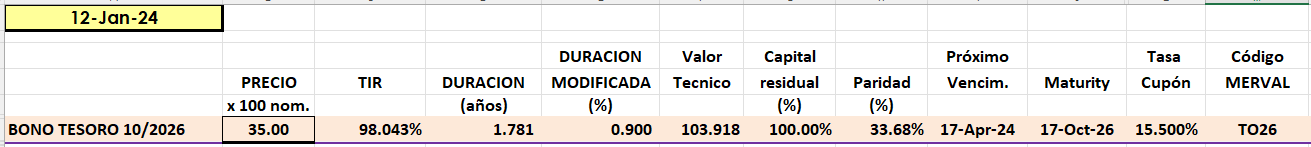 12-Jan-24
DURACION Valor Capital Próximo Tasa Código
PRECIO TIR DURACION MODIFICADA Tecnico residual Paridad Vencim. Maturity Cupón MERVAL
x 100 nom. (años) (%) (%) (%)
BONO TESORO 10/2026 35.00 98.043% 1.781 0.900 103.918 100.00% 33.68% 17-Apr-24 17-Oct-26 15.500% TO26